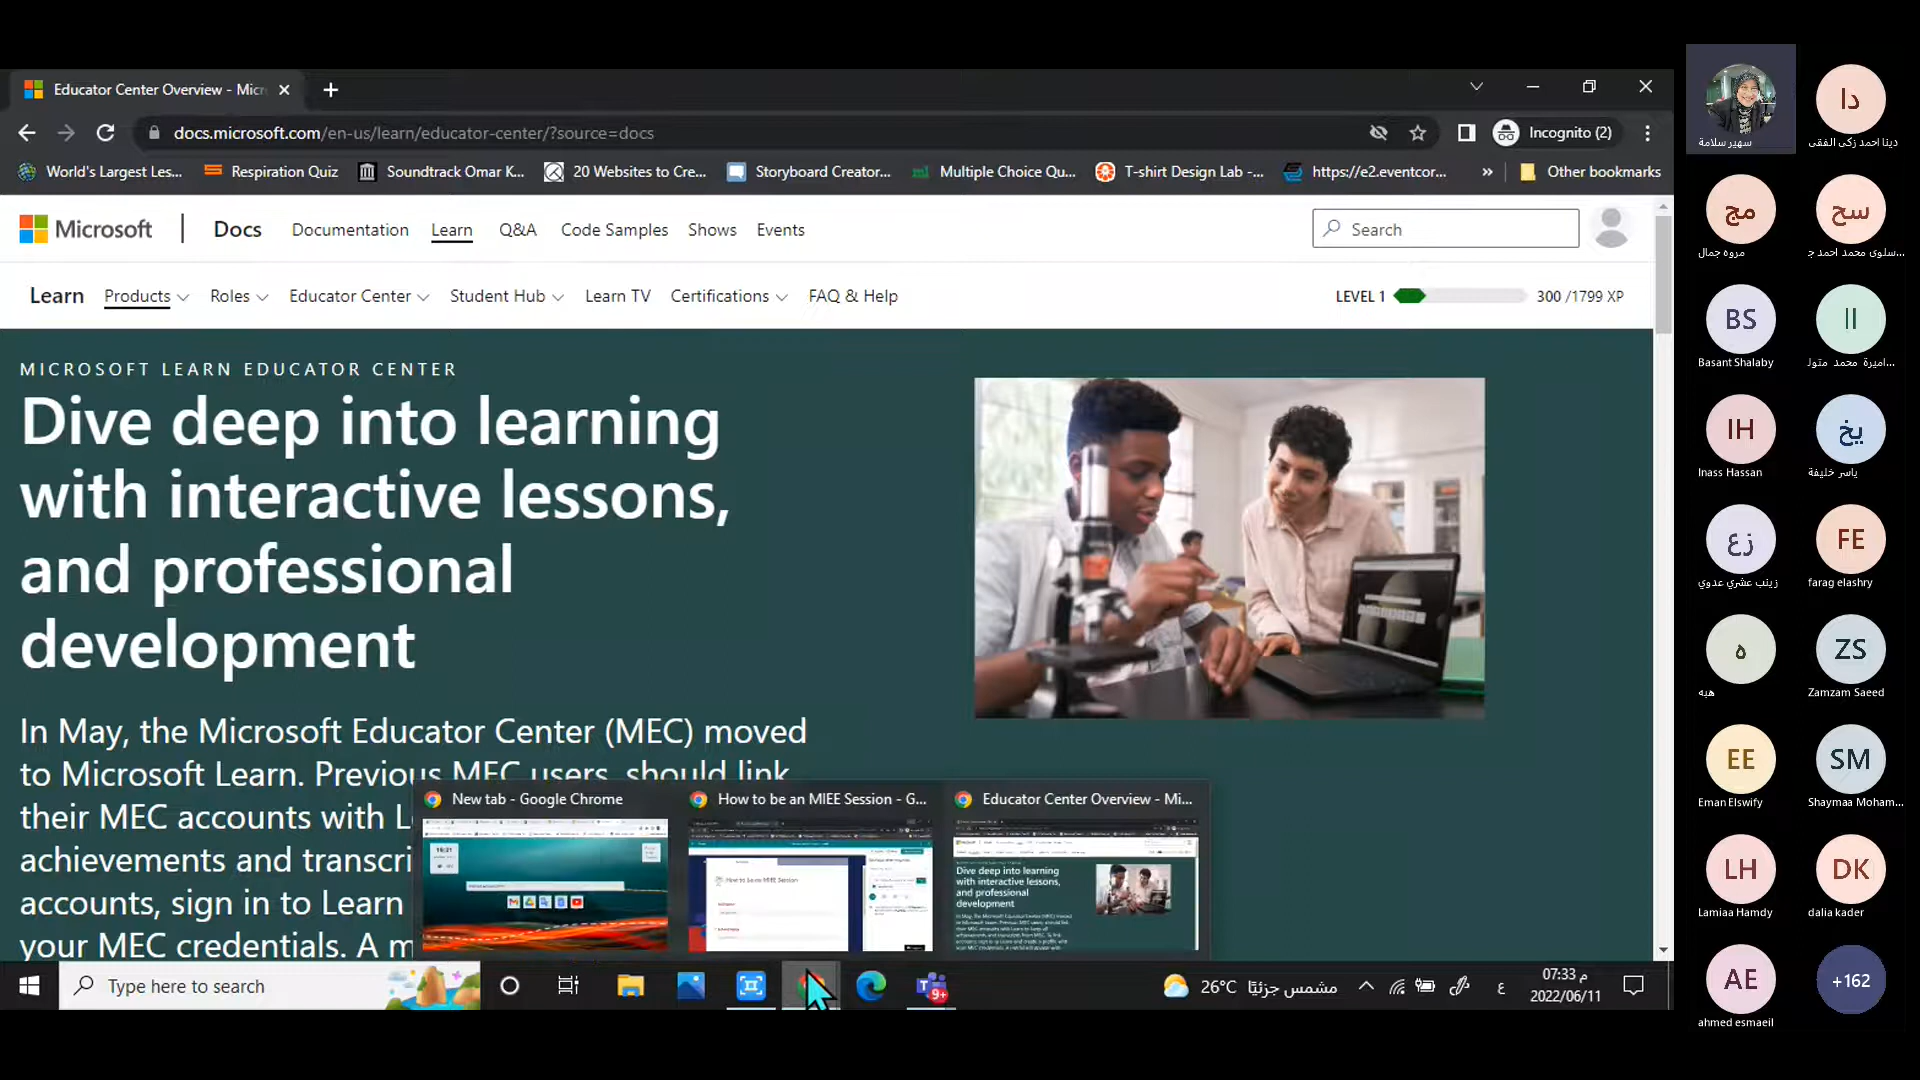 Educator Center Overview - Micr
docs.microsoft.com/en-us/learn/educator-center/?source=docs
Incognito (2)
World's Largest Les...
Respiration Quiz
Soundtrack Omar K...
20 Websites to Cre...
Storyboard Creator...
Multiple Choice Qu...
T-shirt Design Lab -...
https://e2.eventcor...
»
Other bookmarks
Microsoft
Docs
Documentation
Learn
Q&A
Code Samples
Shows
Events
Search
Learn
Products
Roles
Educator Center
Student Hub
Learn TV
Certifications
FAQ & Help
LEVEL 1
300 /1799 XP
MICROSOFT LEARN EDUCATOR CENTER
Dive deep into learning
with interactive lessons,
and professional
development
In May, the Microsoft Educator Center (MEC) moved
to Microsoft Learn. Previous MEC users, should link
their MEC accounts with L
achievements and transcri
accounts, sign in to Learn
your MEC credentials. A m
New tab - Google Chrome
How to be an MIEE Session - G...
Educator Center Overview - Mi...
Dive deep into learning
with interactive lessons,
and professional
development
Type here to search
9+
26°C مشمس جزئيًا
ع
07:33 م
2022/06/11
سهير سلامة
دا
دينا احمد زكى الفقى
مج
مروه جمال
سح
سلوى محمد احمد ج...
BS
Basant Shalaby
اا
اميرة محمد متول...
IH
Inass Hassan
يخ
ياسر خليفة
زع
زينب عشري عدوي
FE
farag elashry
ه
هبه
ZS
Zamzam Saeed
EE
Eman Elswify
SM
Shaymaa Moham...
LH
Lamiaa Hamdy
DK
dalia kader
AE
ahmed esmaeil
+162